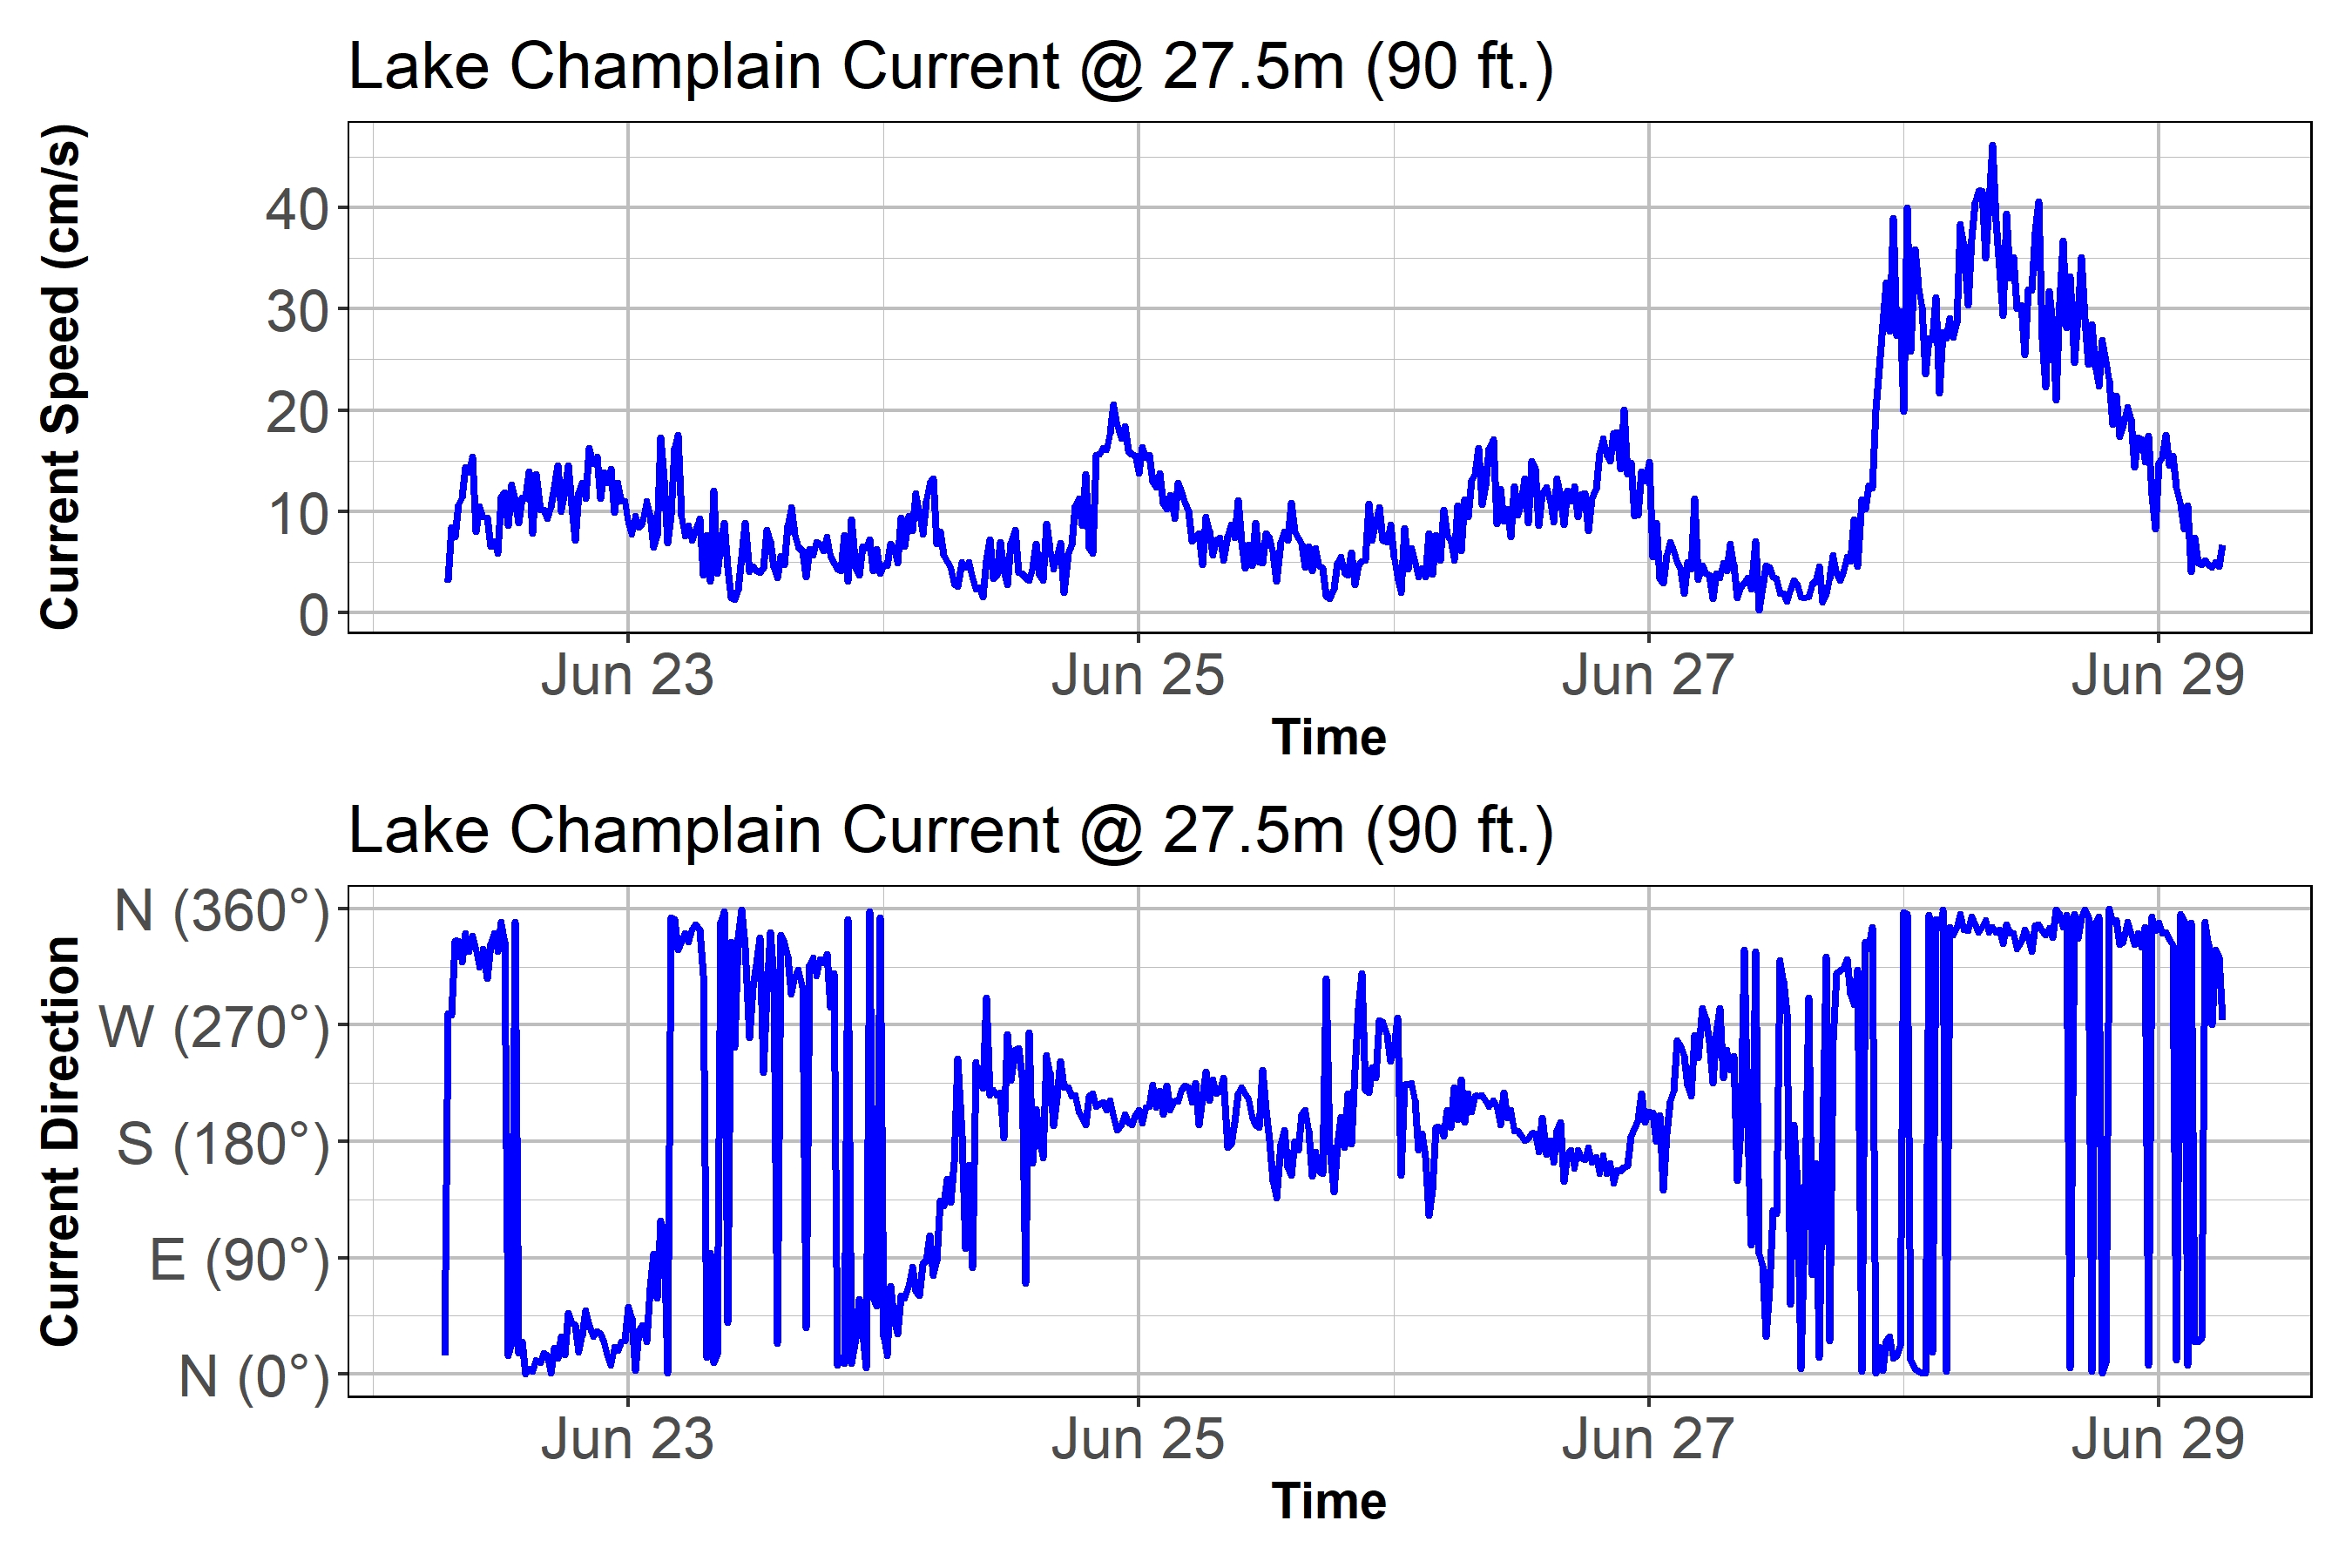 Lake Champlain Current @ 27.5m (90 ft.)
Current Speed (cm/s)
40
30
20
10
0
Jun 23 Jun 25 Jun 27 Jun 29
Time
Lake Champlain Current @ 27.5m (90 ft.)
Current Direction
N (360°)
W (270°)
S (180°)
E (90°)
N (0°)
Jun 23 Jun 25 Jun 27 Jun 29
Time